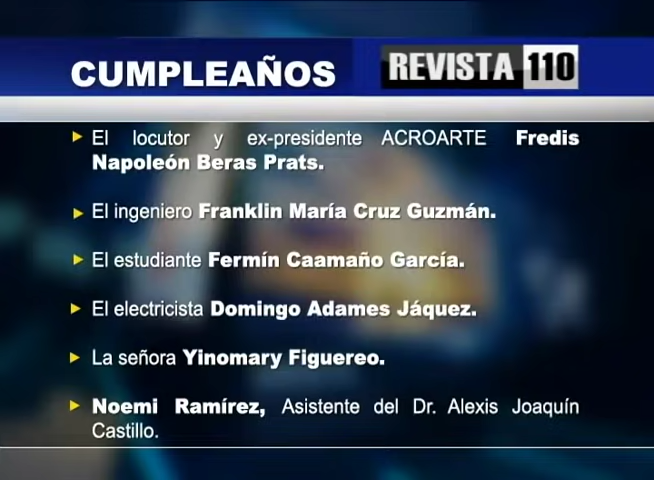 CUMPLEAÑOS
REVISTA 110
El locutor y ex-presidente ACROARTE Fredis
Napoleón Beras Prats.
El ingeniero Franklin María Cruz Guzmán.
El estudiante Fermín Caamaño García.
El electricista Domingo Adames Jáquez.
La señora Yinomary Figuereo.
Noemi Ramírez, Asistente del Dr. Alexis Joaquín
Castillo.